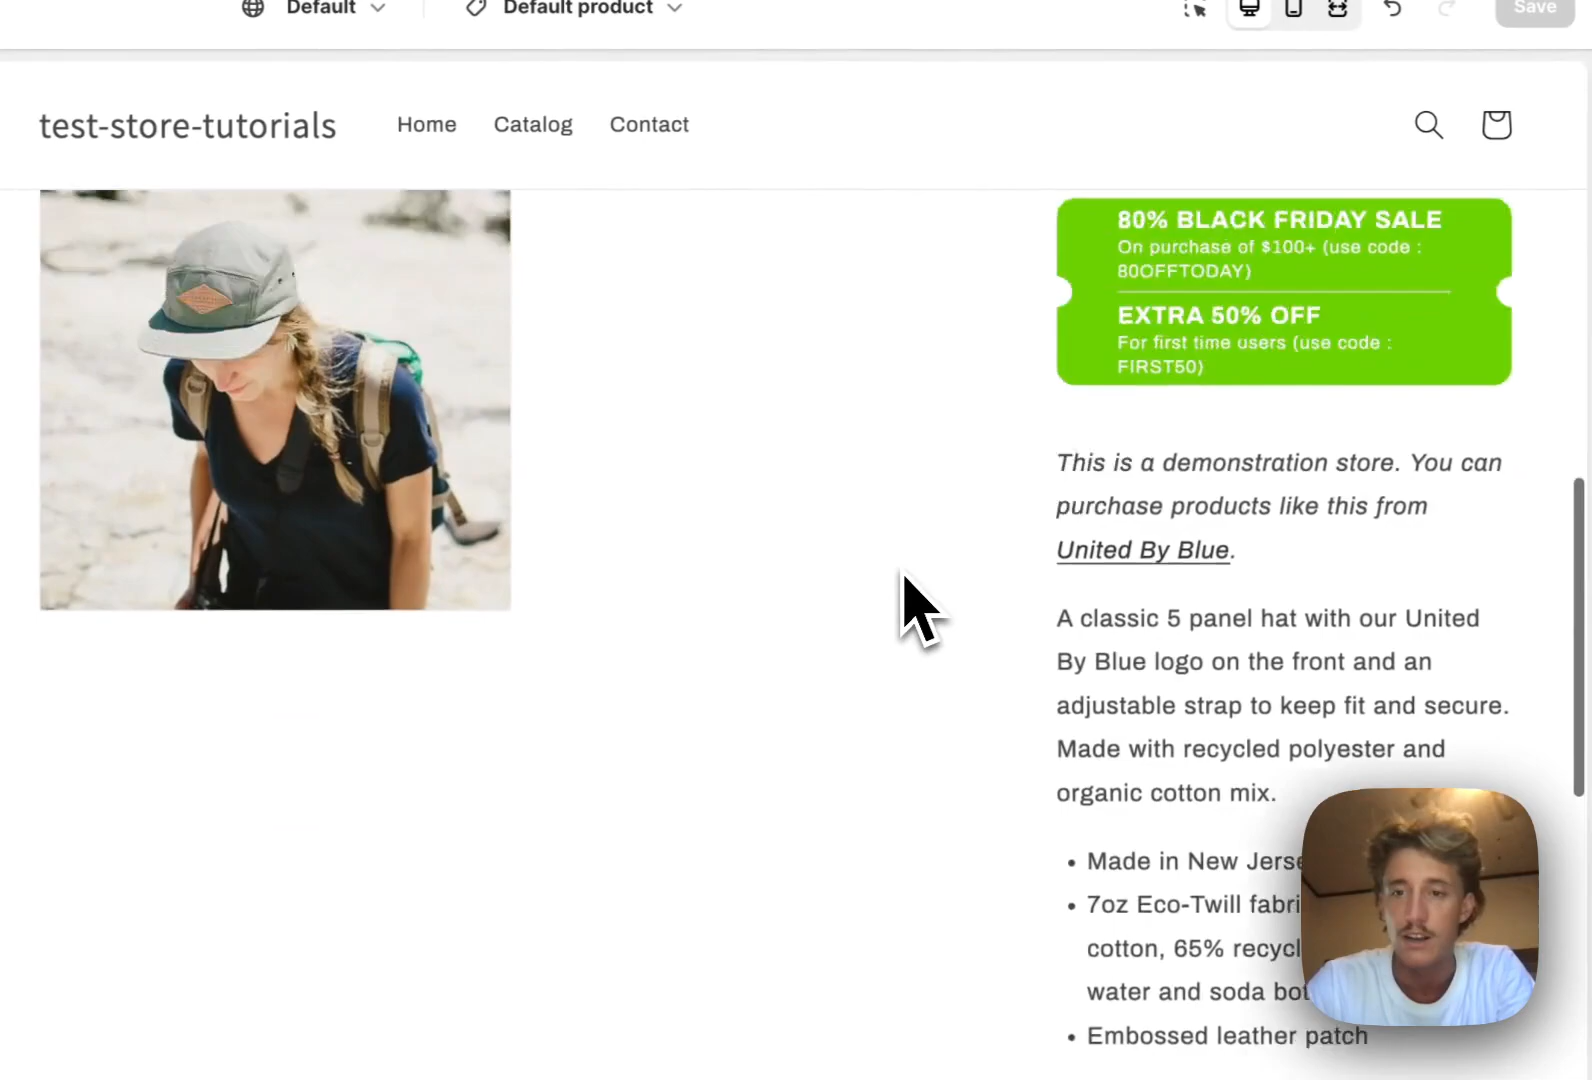 Default
Default product
Save
test-store-tutorials
Home
Catalog
Contact
80% BLACK FRIDAY SALE
On purchase of $100+ (use code :
80OFFTODAY)
EXTRA 50% OFF
For first time users (use code :
FIRST50)
This is a demonstration store. You can
purchase products like this from
United By Blue.
A classic 5 panel hat with our United
By Blue logo on the front and an
adjustable strap to keep fit and secure.
Made with recycled polyester and
organic cotton mix.
• Made in New Jerse
• 7oz Eco-Twill fabri
cotton, 65% recycl
water and soda bot
• Embossed leather patch